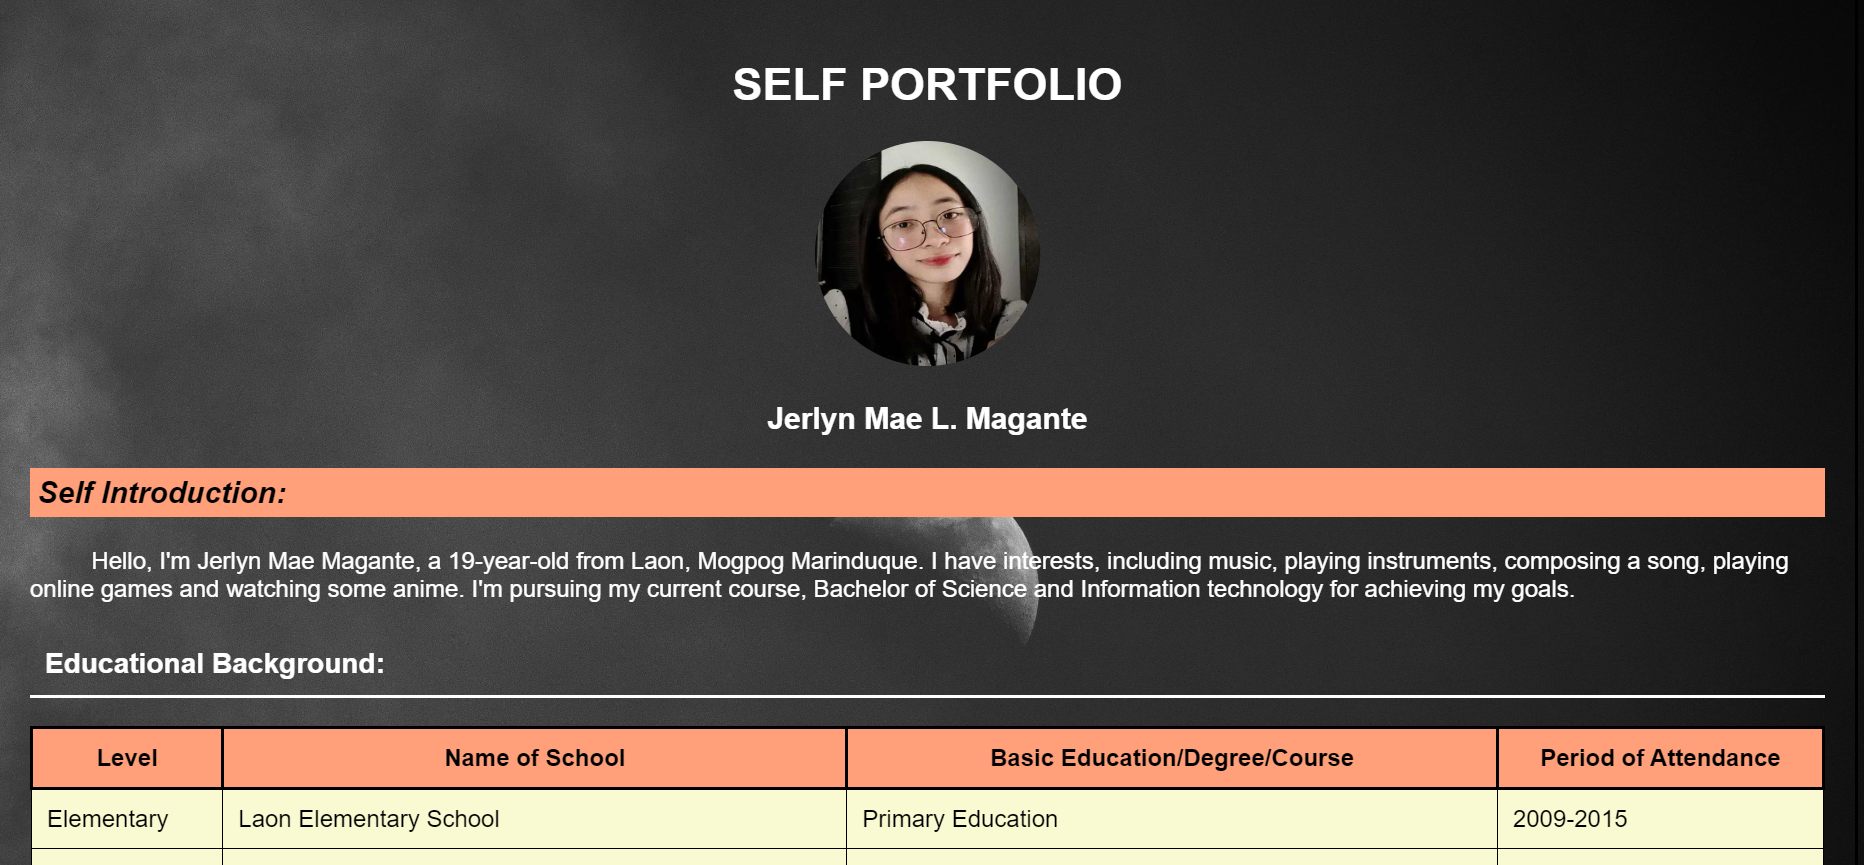 SELF PORTFOLIO
Jerlyn Mae L. Magante
Self Introduction:
Hello, I'm Jerlyn Mae Magante, a 19-year-old from Laon, Mogpog Marinduque. I have interests, including music, playing instruments, composing a song, playing
online games and watching some anime. I'm pursuing my current course, Bachelor of Science and Information technology for achieving my goals.
Educational Background:
Level Name of School Basic Education/Degree/Course Period of Attendance
Elementary Laon Elementary School Primary Education 2009-2015